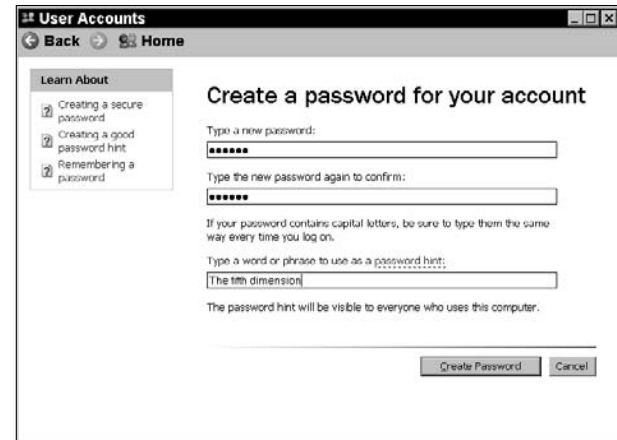 User Accounts
Back Home
Learn About
Creating a secure
password
Creating a good
password hint
Remembering a
password
Create a password for your account
Type a new password:
●●●●●●
Type the new password again to confirm:
●●●●●●
If your password contains capital letters, be sure to type them the same
way every time you log on.
Type a word or phrase to use as a password hint:
The fifth dimension
The password hint will be visible to everyone who uses this computer.
Create Password Cancel